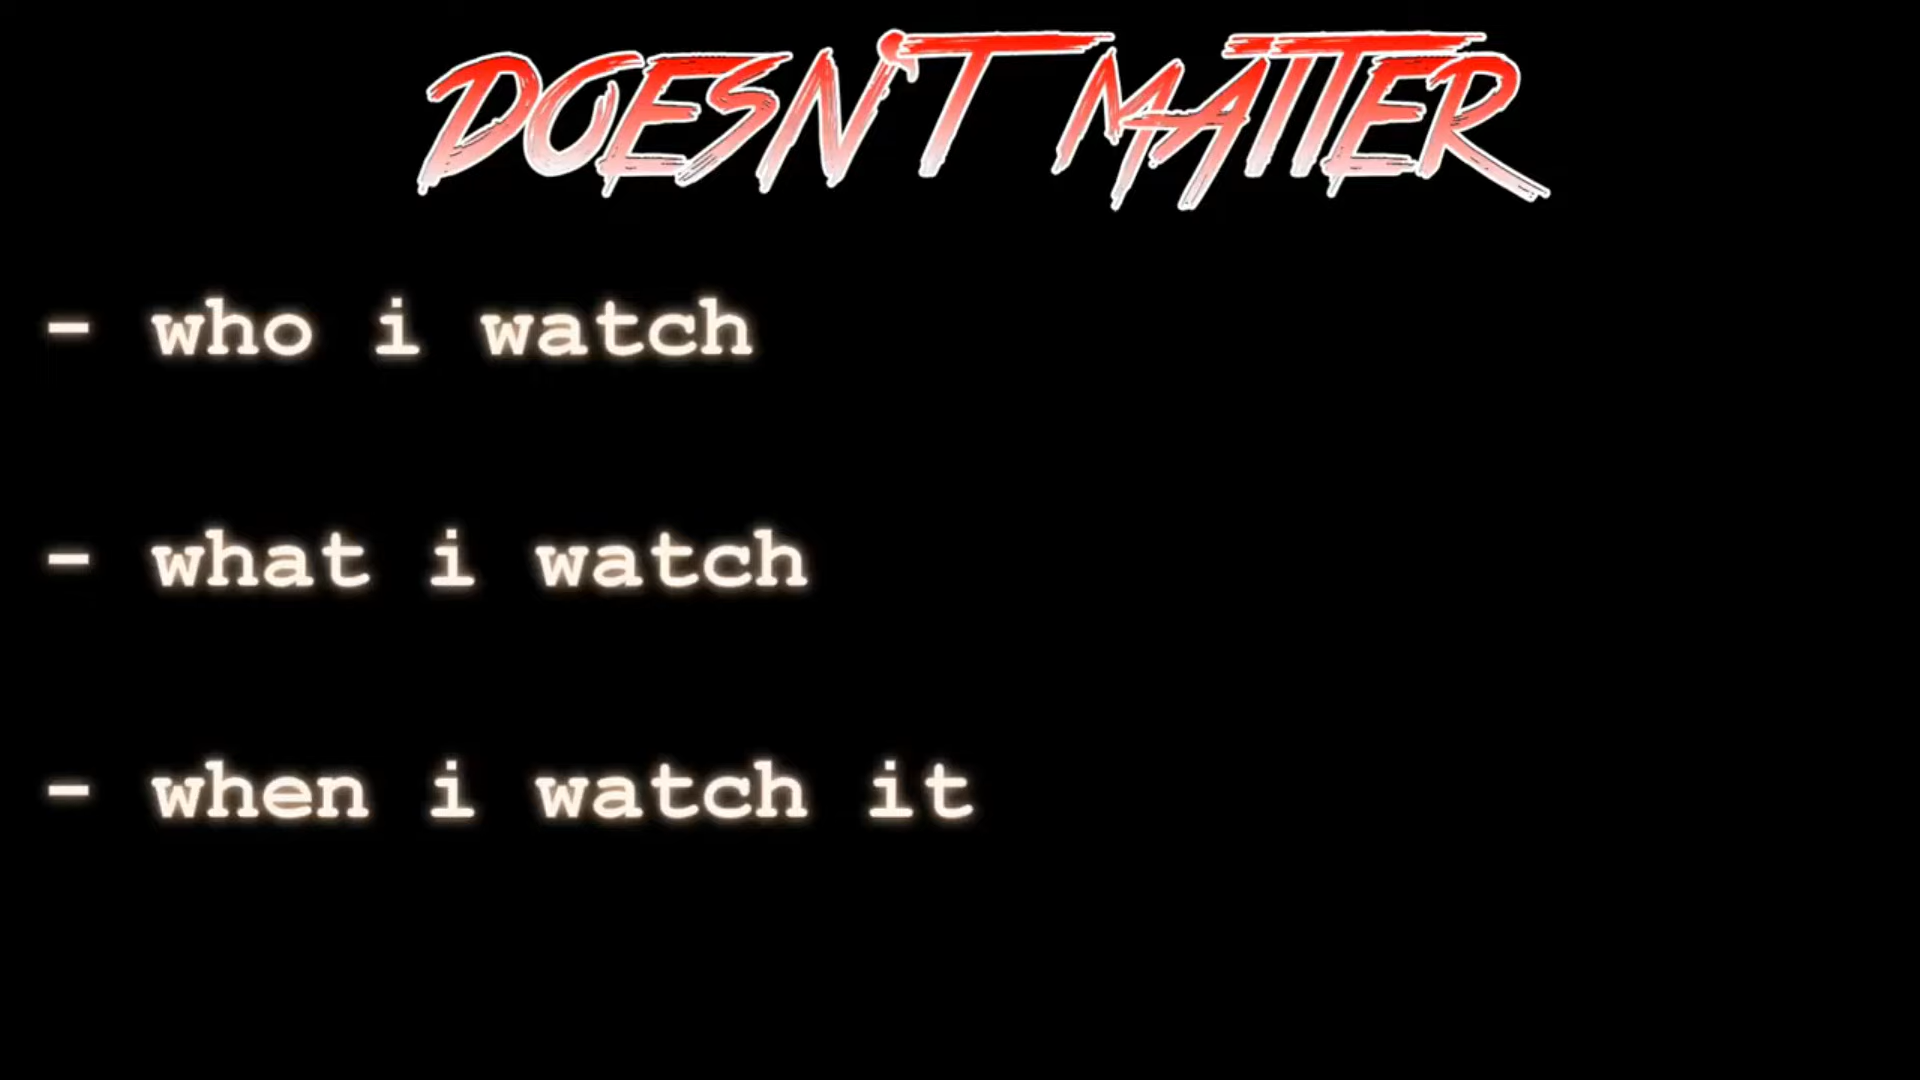 DOESN'T MATTER
- who i watch
- what i watch
- when i watch it